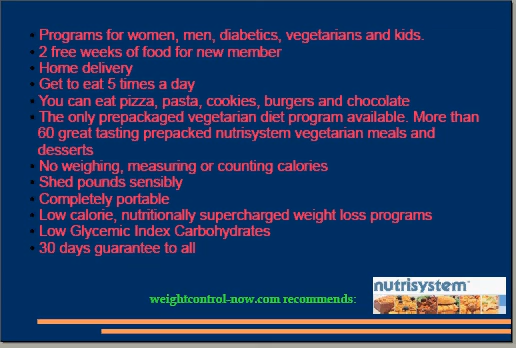 • Programs for women, men, diabetics, vegetarians and kids.
• 2 free weeks of food for new member
• Home delivery
• Get to eat 5 times a day
• You can eat pizza, pasta, cookies, burgers and chocolate
• The only prepackaged vegetarian diet program available. More than
60 great tasting prepacked nutrisystem vegetarian meals and
desserts
• No weighing, measuring or counting calories
• Shed pounds sensibly
• Completely portable
• Low calorie, nutritionally supercharged weight loss programs
• Low Glycemic Index Carbohydrates
• 30 days guarantee to all
weightcontrol-now.com recommends:
nutrisystem